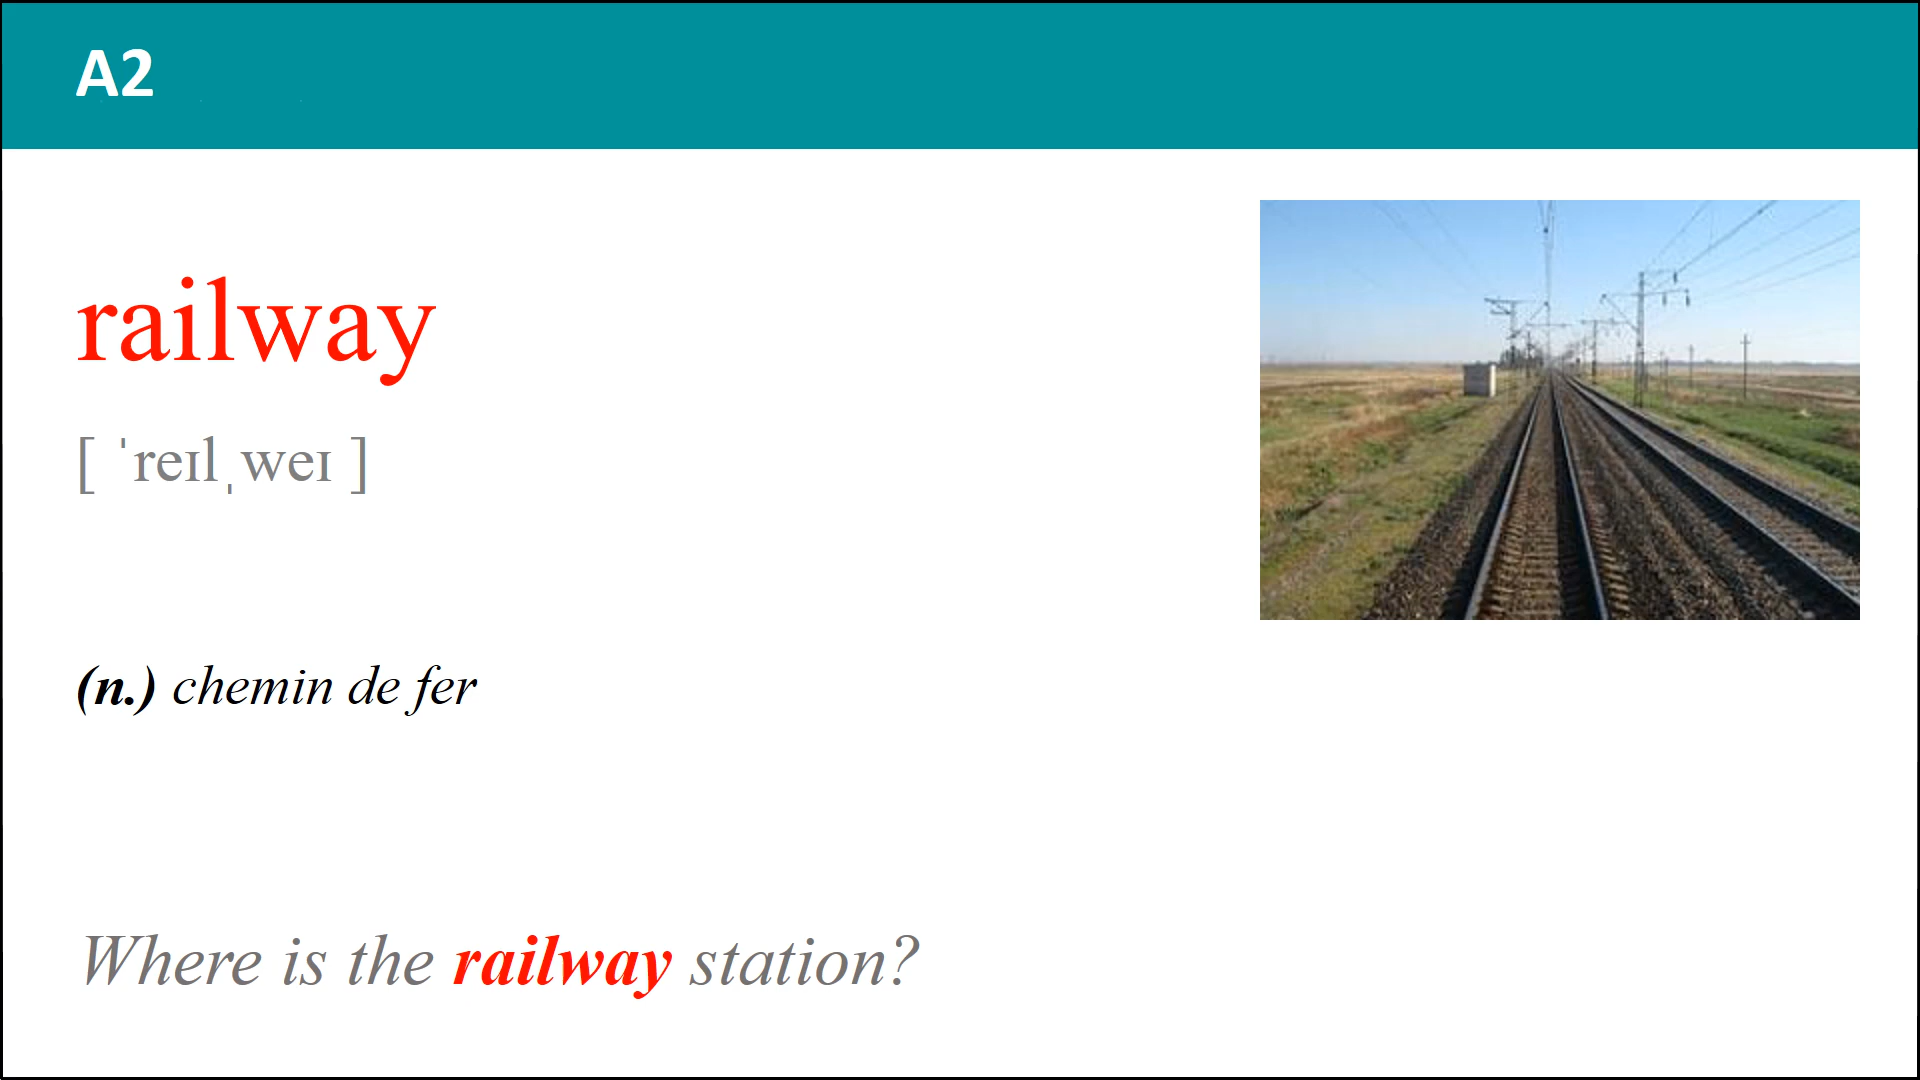 A2
railway
[ ˈreɪlˌweɪ ]
(n.) chemin de fer
Where is the railway station?